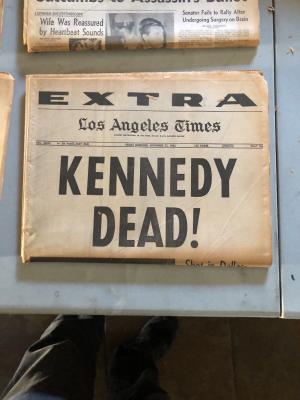 Succumbs to Assassin's Bullet
Wife Was Reassured
by Heartbeat Sounds
Senator Fails to Rally After
Undergoing Surgery on Brain
EXTRA
Los Angeles Times
KENNEDY
DEAD!
Shot in Dallas